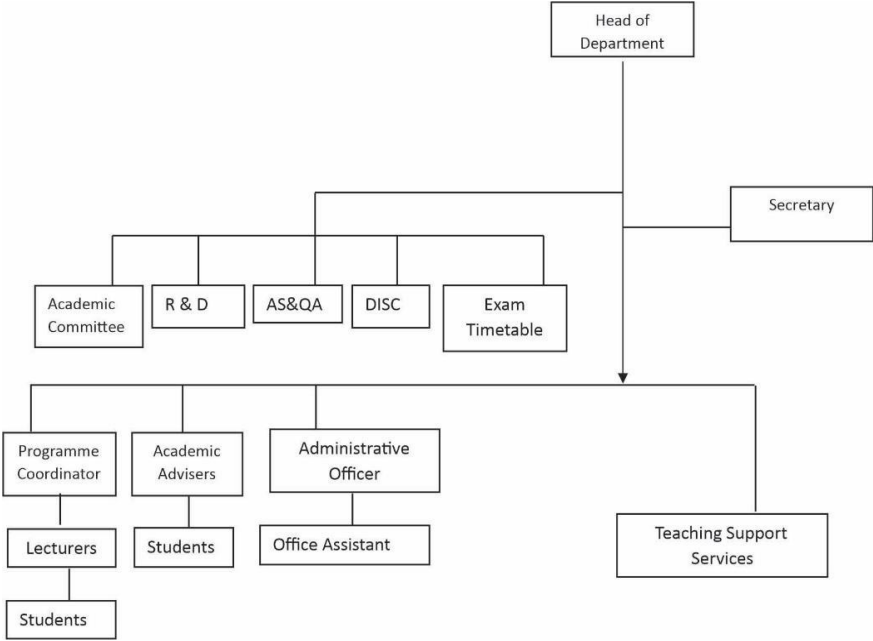 Head of
Department
Secretary
Academic
Committee
R & D
AS&QA
DISC
Exam
Timetable
Programme
Coordinator
Academic
Advisers
Administrative
Officer
Lecturers
Students
Office Assistant
Teaching Support
Services
Students